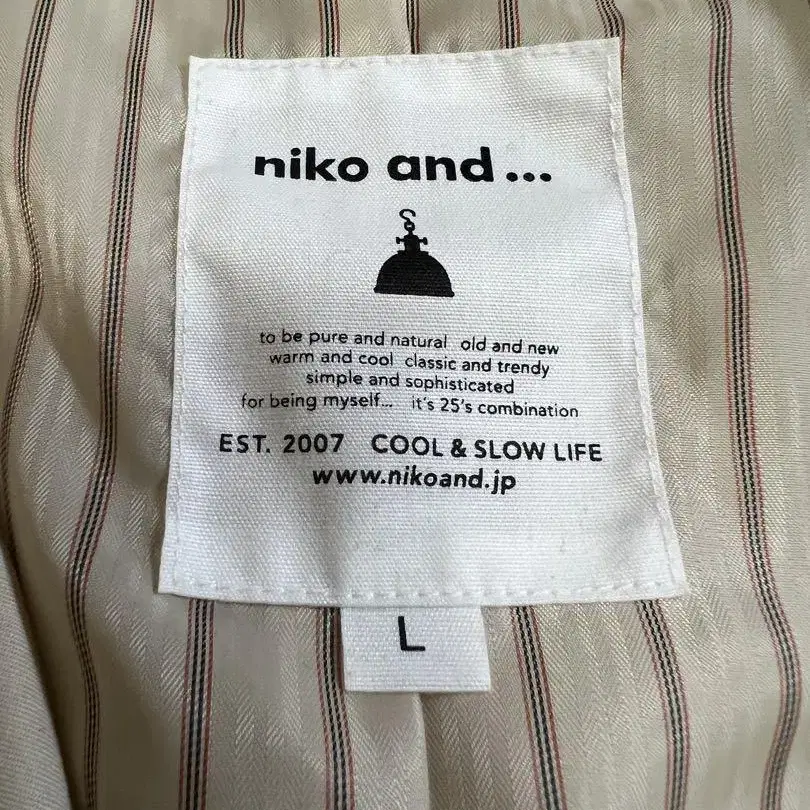 niko and...
to be pure and natural old and new
warm and cool classic and trendy
simple and sophisticated
for being myself... it's 25's combination
EST. 2007 COOL & SLOW LIFE
www.nikoand.jp
L